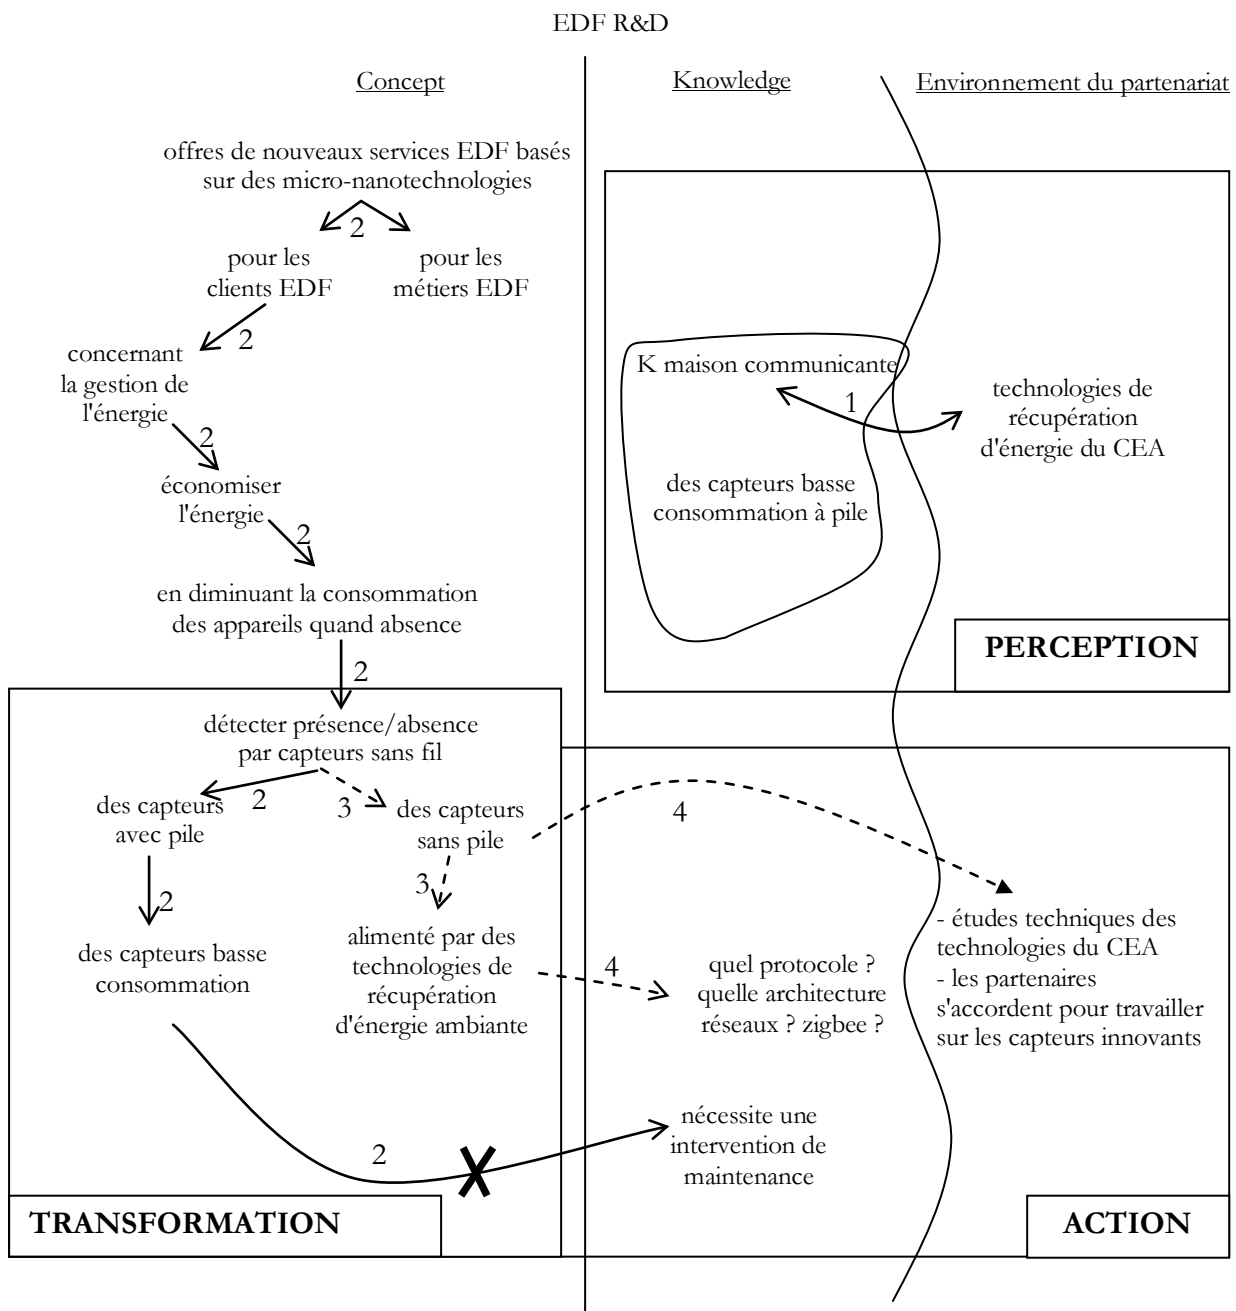 EDF R&D
Concept
Knowledge
Environnement du partenariat
offres de nouveaux services EDF basés
sur des micro-nanotechnologies
2
pour les
clients EDF
pour les
métiers EDF
2
concernant
la gestion de
l'énergie
2
économiser
l'énergie
2
en diminuant la consommation
des appareils quand absence
2
K maison communicante
1
des capteurs basse
consommation à pile
technologies de
récupération
d'énergie du CEA
PERCEPTION
détecter présence/absence
par capteurs sans fil
2
3
des capteurs
avec pile
des capteurs
sans pile
4
2
3
des capteurs basse
consommation
alimenté par des
technologies de
récupération
d'énergie ambiante
4
quel protocole ?
quelle architecture
réseaux ? zigbee ?
- études techniques des
technologies du CEA
- les partenaires
s'accordent pour travailler
sur les capteurs innovants
2
nécessite une
intervention de
maintenance
TRANSFORMATION
ACTION